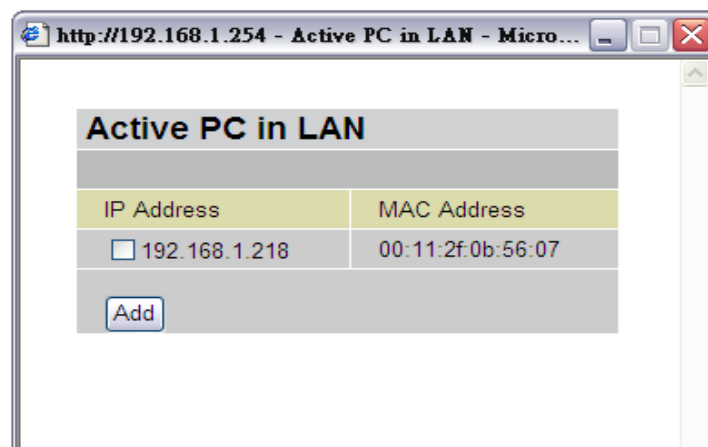 http://192.168.1.254 - Active PC in LAN - Micro...
Active PC in LAN
IP Address MAC Address
192.168.1.218 00:11:2f:0b:56:07
Add